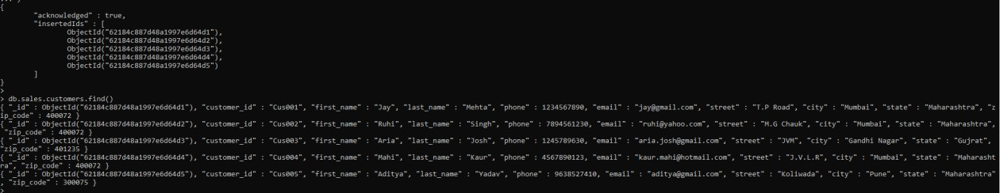 {
"acknowledged" : true,
"insertedIds" : [
ObjectId("62184c887d48a1997e6d64d1"),
ObjectId("62184c887d48a1997e6d64d2"),
ObjectId("62184c887d48a1997e6d64d3"),
ObjectId("62184c887d48a1997e6d64d4"),
ObjectId("62184c887d48a1997e6d64d5")
]
}
>
> db.sales.customers.find()
{ "_id" : ObjectId("62184c887d48a1997e6d64d1"), "customer_id" : "Cus001", "first_name" : "Jay", "last_name" : "Mehta", "phone" : 1234567890, "email" : "jay@gmail.com", "street" : "T.P Road", "city" : "Mumbai", "state" : "Maharashtra", "z
ip_code" : 400072 }
{ "_id" : ObjectId("62184c887d48a1997e6d64d2"), "customer_id" : "Cus002", "first_name" : "Ruhi", "last_name" : "Singh", "phone" : 7894561230, "email" : "ruhi@yahoo.com", "street" : "M.G Chauk", "city" : "Mumbai", "state" : "Maharashtra",
"zip_code" : 400072 }
{ "_id" : ObjectId("62184c887d48a1997e6d64d3"), "customer_id" : "Cus003", "first_name" : "Aria", "last_name" : "Josh", "phone" : 1245789630, "email" : "aria.josh@gmail.com", "street" : "JVM", "city" : "Gandhi Nagar", "state" : "Gujrat",
"zip_code" : 401235 }
{ "_id" : ObjectId("62184c887d48a1997e6d64d4"), "customer_id" : "Cus004", "first_name" : "Mahi", "last_name" : "Kaur", "phone" : 4567890123, "email" : "kaur.mahi@hotmail.com", "street" : "J.V.L.R", "city" : "Mumbai", "state" : "Maharasht
ra", "zip_code" : 400072 }
{ "_id" : ObjectId("62184c887d48a1997e6d64d5"), "customer_id" : "Cus005", "first_name" : "Aditya", "last_name" : "Yadav", "phone" : 9638527410, "email" : "aditya@gmail.com", "street" : "Koliwada", "city" : "Pune", "state" : "Maharashtra"
, "zip_code" : 300075 }
>